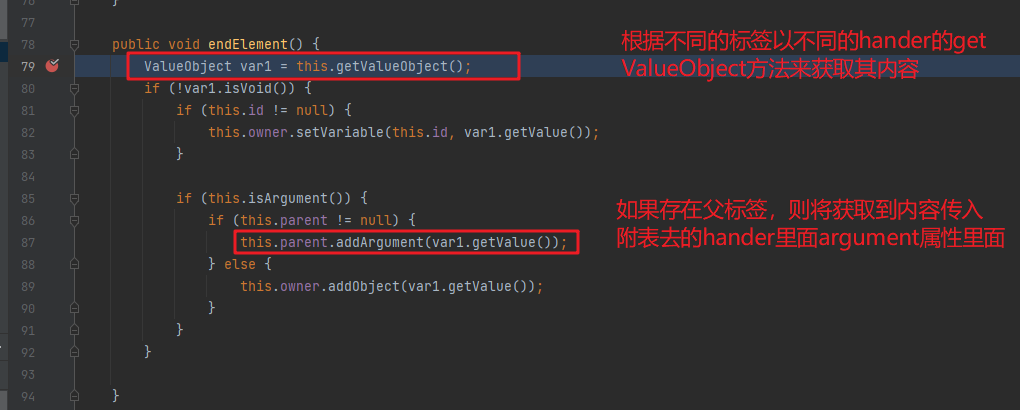 76 }
77
78 public void endElement() {
79 ValueObject var1 = this.getValueObject();
80 if (!var1.isVoid()) {
81 if (this.id != null) {
82 this.owner.setVariable(this.id, var1.getValue());
83 }
84
85 if (this.isArgument()) {
86 if (this.parent != null) {
87 this.parent.addArgument(var1.getValue());
88 } else {
89 this.owner.addObject(var1.getValue());
90 }
91 }
92 }
93
94 }
根据不同的标签以不同的hander的get
ValueObject方法来获取其内容
如果存在父标签，则将获取到内容传入
附表去的hander里面argument属性里面